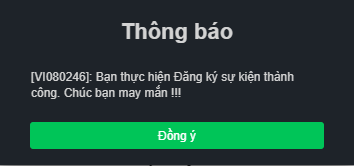 Thông báo
[VI080246]: Bạn thực hiện Đăng ký sự kiện thành
công. Chúc bạn may mắn !!!
Đồng ý